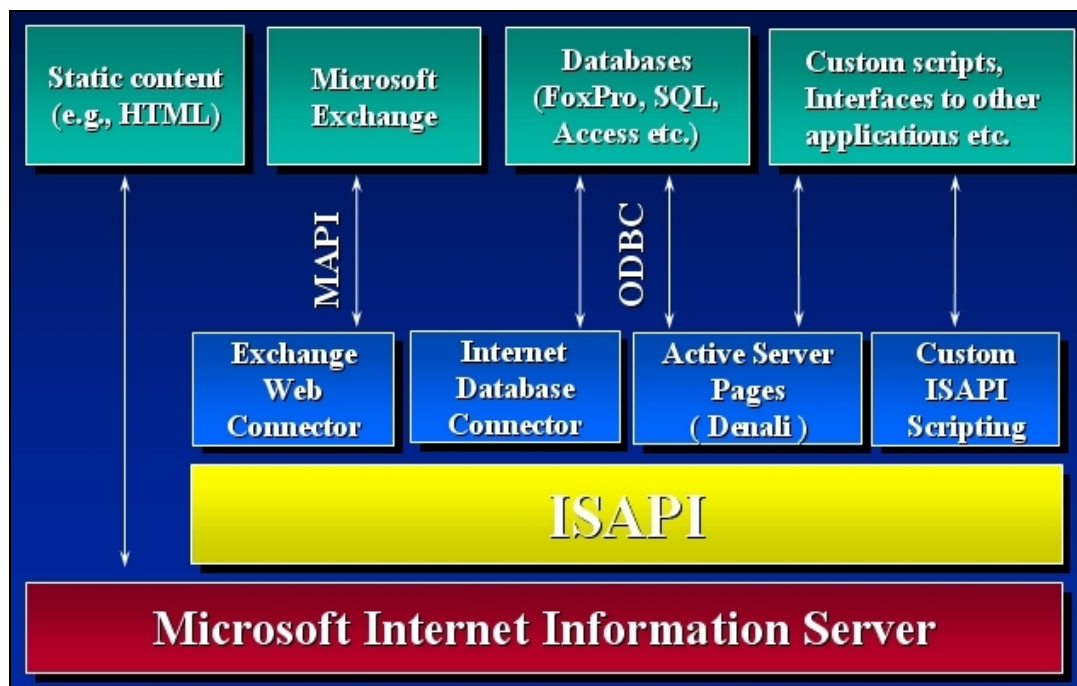 Static content
(e.g., HTML)
Microsoft
Exchange
Databases
(FoxPro, SQL,
Access etc.)
Custom scripts,
Interfaces to other
applications etc.
MAPI
ODBC
Exchange
Web
Connector
Internet
Database
Connector
Active Server
Pages
( Denali )
Custom
ISAPI
Scripting
ISAPI
Microsoft Internet Information Server